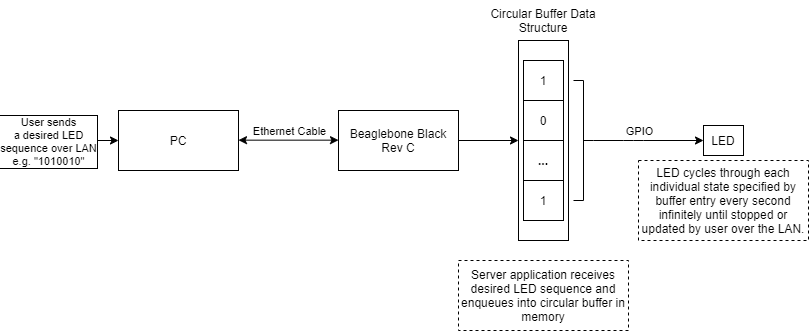 Circular Buffer Data
Structure
User sends
a desired LED
sequence over LAN
e.g. "1010010"
PC
Ethernet Cable
Beaglebone Black
Rev C
1
0
...
1
GPIO
LED
LED cycles through each
individual state specified by
buffer entry every second
infinitely until stopped or
updated by user over the LAN.
Server application receives
desired LED sequence and
enqueues into circular buffer in
memory